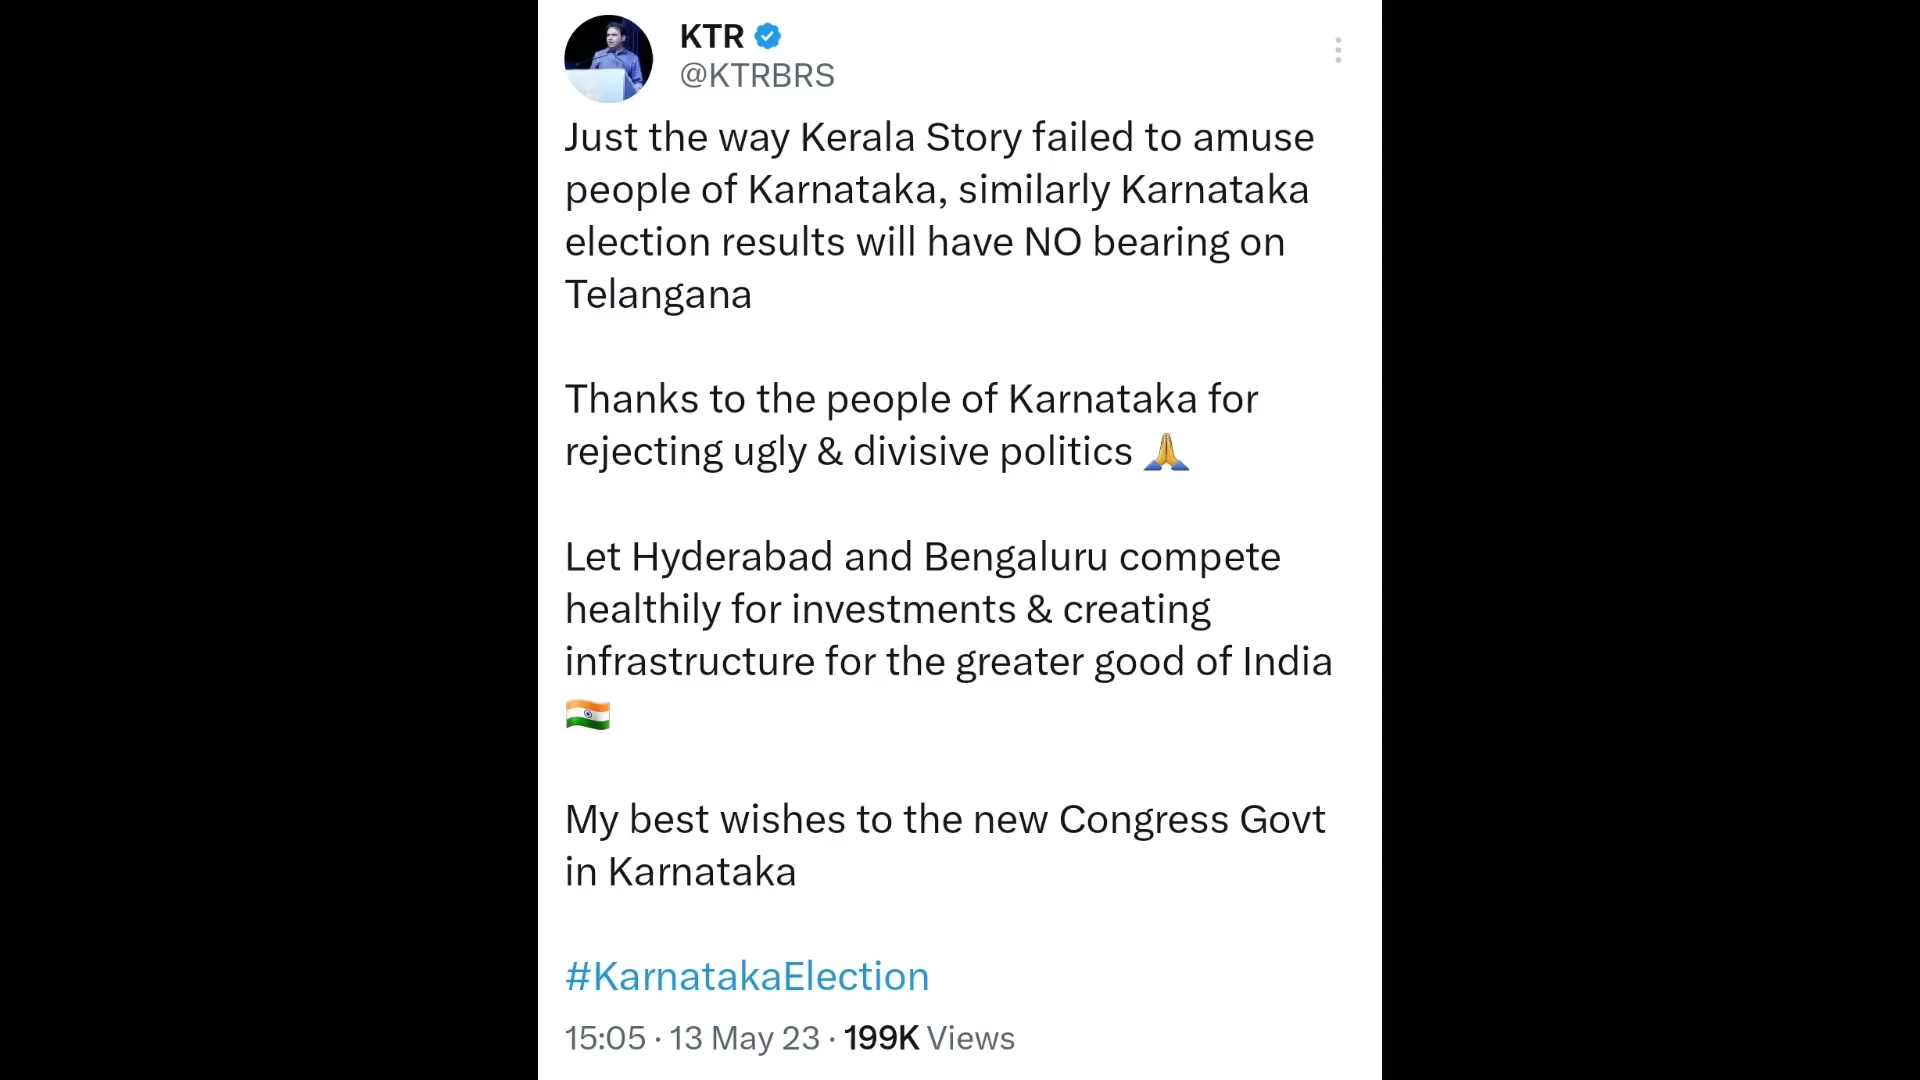 KTR
@KTRBRS
Just the way Kerala Story failed to amuse
people of Karnataka, similarly Karnataka
election results will have NO bearing on
Telangana
Thanks to the people of Karnataka for
rejecting ugly & divisive politics 🙏
Let Hyderabad and Bengaluru compete
healthily for investments & creating
infrastructure for the greater good of India
🇮🇳
My best wishes to the new Congress Govt
in Karnataka
#KarnatakaElection
15:05 · 13 May 23 · 199K Views